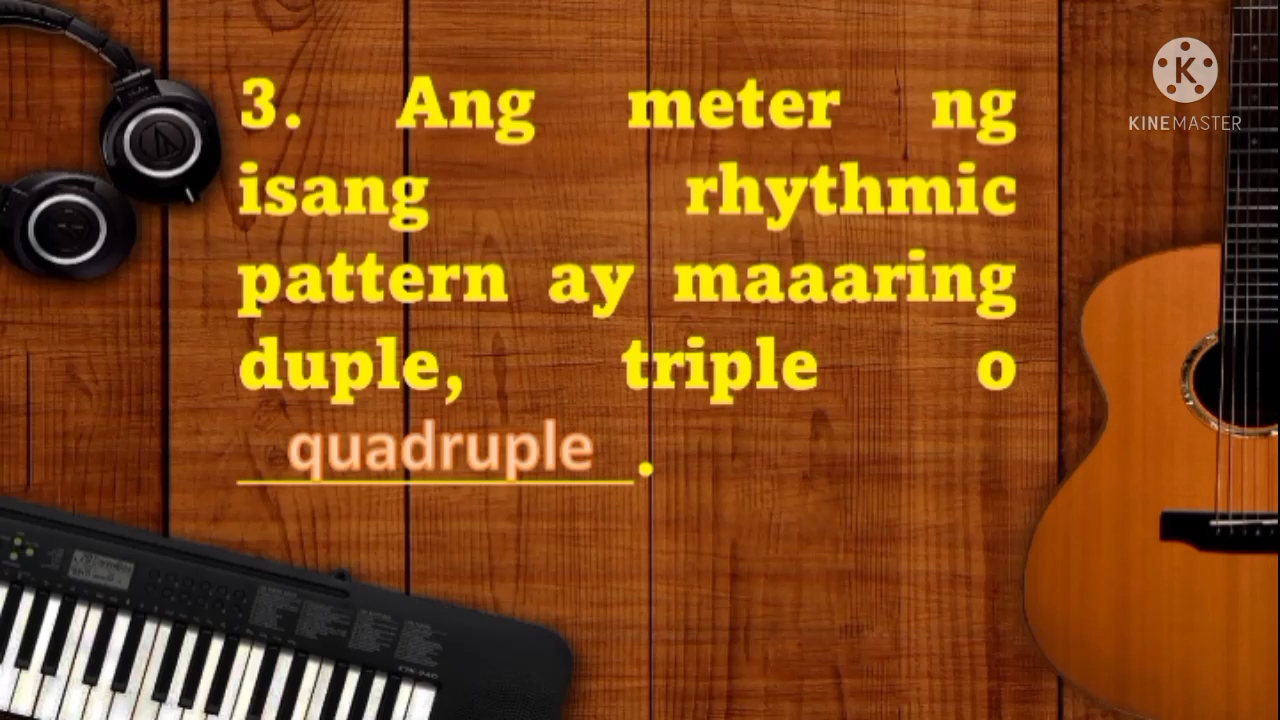 3. Ang meter ng
isang rhythmic
pattern ay maaaring
duple, triple o
quadruple.
K
KINEMASTER